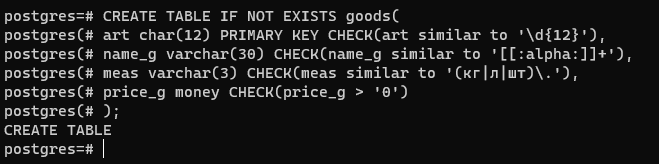 postgres=# CREATE TABLE IF NOT EXISTS goods(
postgres(# art char(12) PRIMARY KEY CHECK(art similar to '\d{12}'),
postgres(# name_g varchar(30) CHECK(name_g similar to '[[:alpha:]]+'),
postgres(# meas varchar(3) CHECK(meas similar to '(кг|л|шт)\.'),
postgres(# price_g money CHECK(price_g > '0')
postgres(# );
CREATE TABLE
postgres=#